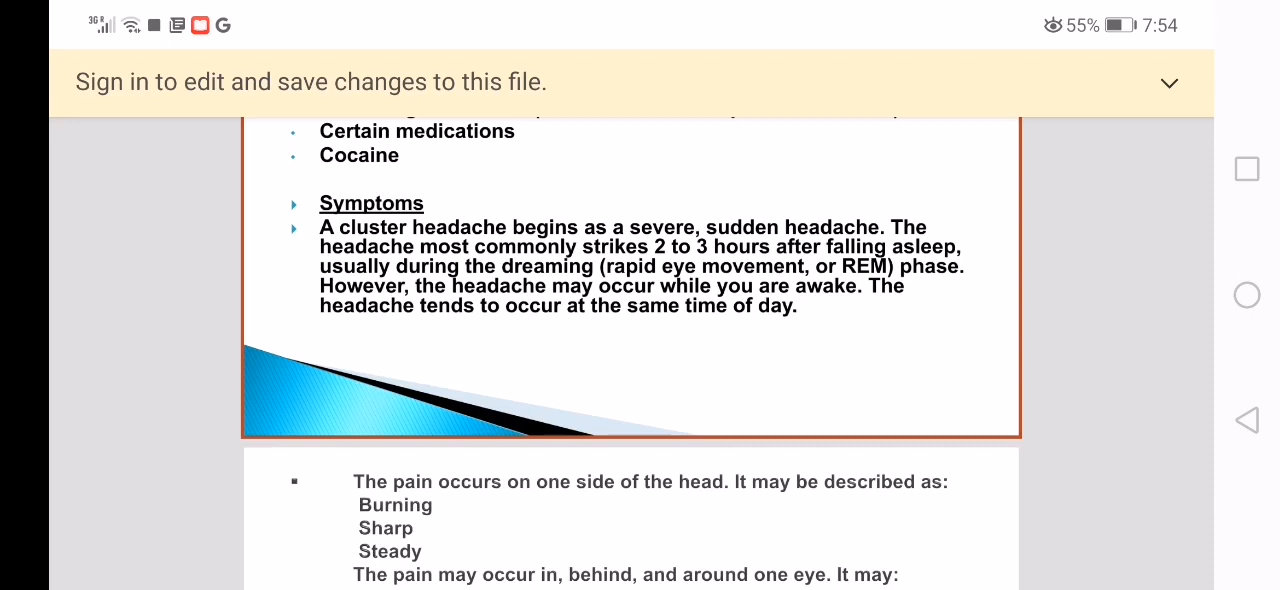 3G R
G
55%
7:54
Sign in to edit and save changes to this file.
· Certain medications
· Cocaine
Symptoms
A cluster headache begins as a severe, sudden headache. The
headache most commonly strikes 2 to 3 hours after falling asleep,
usually during the dreaming (rapid eye movement, or REM) phase.
However, the headache may occur while you are awake. The
headache tends to occur at the same time of day.
▪ The pain occurs on one side of the head. It may be described as:
Burning
Sharp
Steady
The pain may occur in, behind, and around one eye. It may: